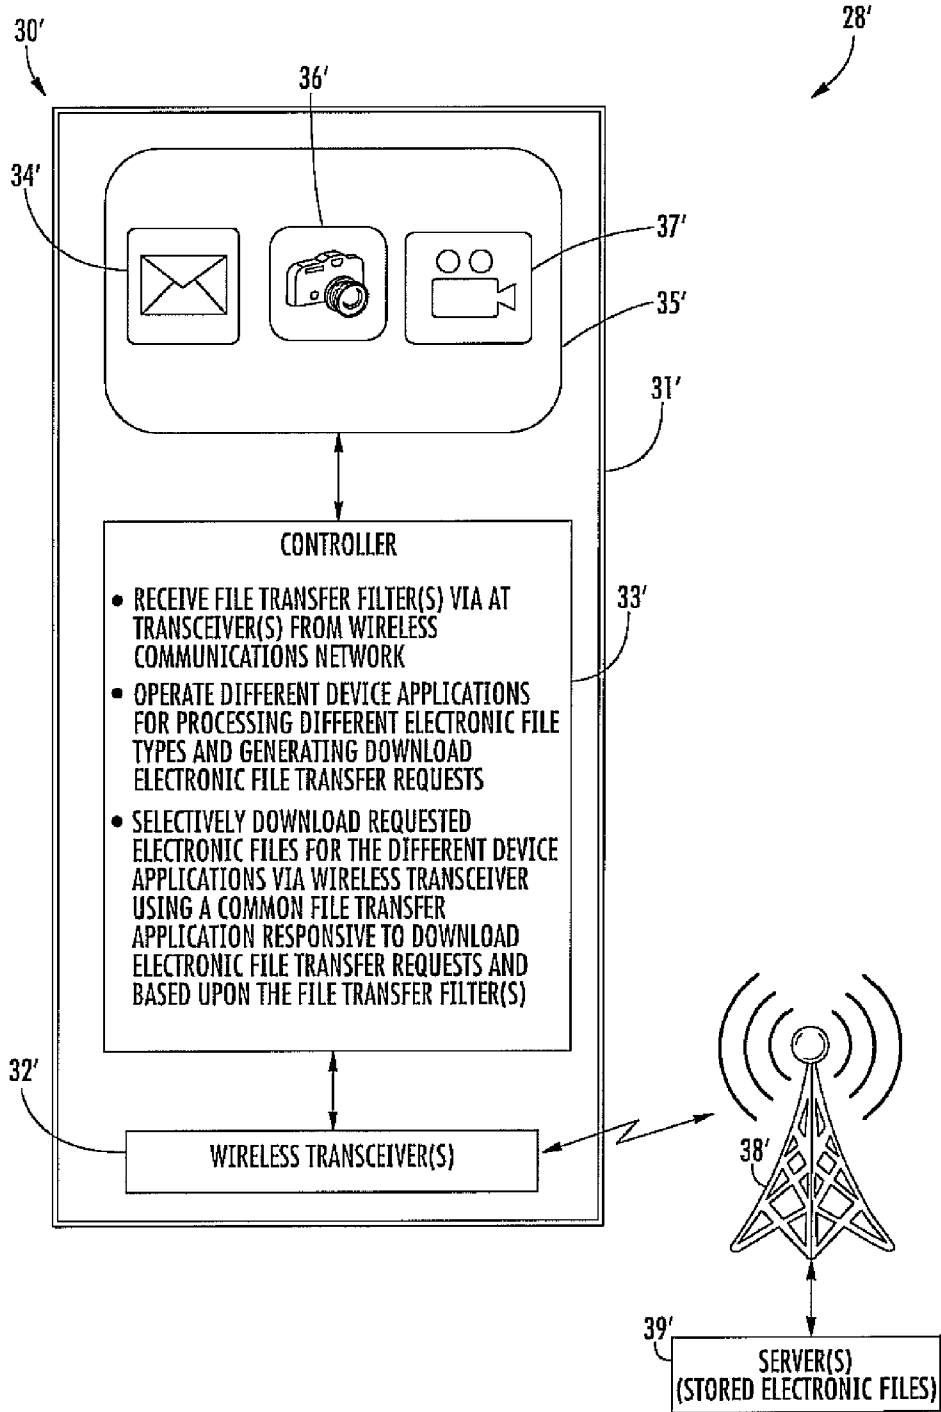 30'
28'
36'
34'
37'
35'
31'
CONTROLLER
• RECEIVE FILE TRANSFER FILTER(S) VIA AT
TRANSCEIVER(S) FROM WIRELESS
COMMUNICATIONS NETWORK
33'
• OPERATE DIFFERENT DEVICE APPLICATIONS
FOR PROCESSING DIFFERENT ELECTRONIC FILE
TYPES AND GENERATING DOWNLOAD
ELECTRONIC FILE TRANSFER REQUESTS
• SELECTIVELY DOWNLOAD REQUESTED
ELECTRONIC FILES FOR THE DIFFERENT DEVICE
APPLICATIONS VIA WIRELESS TRANSCEIVER
USING A COMMON FILE TRANSFER
APPLICATION RESPONSIVE TO DOWNLOAD
ELECTRONIC FILE TRANSFER REQUESTS AND
BASED UPON THE FILE TRANSFER FILTER(S)
32'
WIRELESS TRANSCEIVER(S)
38'
39'
SERVER(S)
(STORED ELECTRONIC FILES)